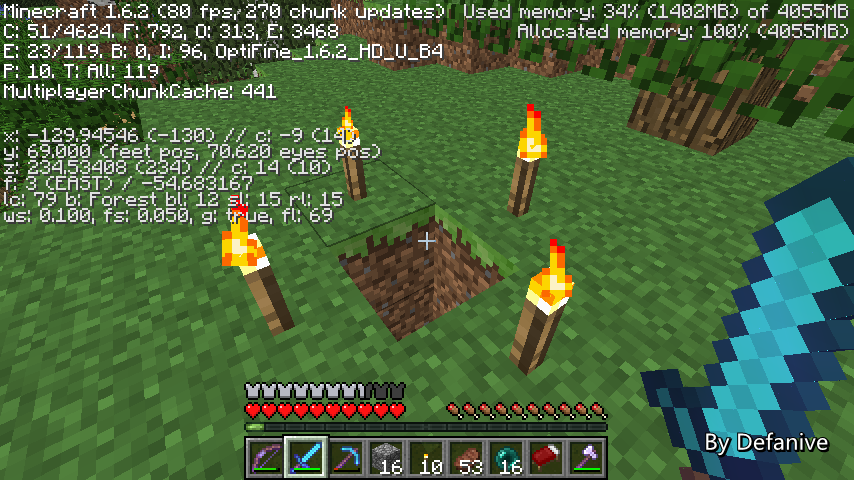 Minecraft 1.6.2 (80 fps, 270 chunk updates)
Used memory: 34% (1402MB) of 4055MB
C: 51/4624, F: 792, O: 313, E: 3468
Allocated memory: 100% (4055MB)
E: 23/119, B: 0, I: 96, OptiFine_1.6.2_HD_U_B4
P: 10, T: All: 119
MultiplayerChunkCache: 441
x: -129.94546 (-130) // c: -9 (14)
y: 69.000 (feet pos, 70.620 eyes pos)
z: 234.53408 (234) // c: 14 (10)
f: 3 (EAST) / -54.683167
lc: 79 b: Forest bl: 12 sl: 15 rl: 15
ws: 0.100, fs: 0.050, g: true, fl: 69
By Defanive
16 10 53 16